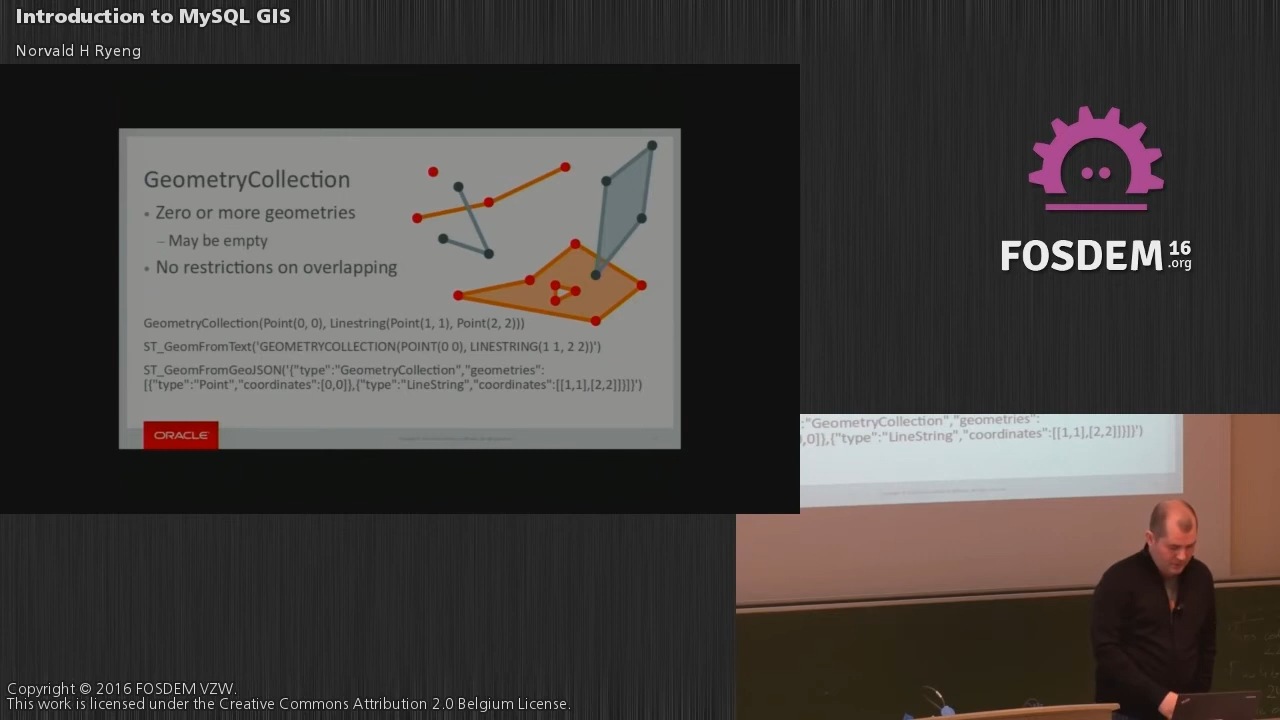 Introduction to MySQL GIS
Norvald H Ryeng
GeometryCollection
• Zero or more geometries
– May be empty
• No restrictions on overlapping
GeometryCollection(Point(0, 0), Linestring(Point(1, 1), Point(2, 2)))
ST_GeomFromText('GEOMETRYCOLLECTION(POINT(0 0), LINESTRING(1 1, 2 2))')
ST_GeomFromGeoJSON('{"type":"GeometryCollection","geometries":
[{"type":"Point","coordinates":[0,0]},{"type":"LineString","coordinates":[[1,1],[2,2]]}]}')
ORACLE
FOSDEM 16
.org
:"GeometryCollection","geometries":
0,0]},{"type":"LineString","coordinates":[[1,1],[2,2]]}]}')
Copyright © 2016 FOSDEM VZW.
This work is licensed under the Creative Commons Attribution 2.0 Belgium License.